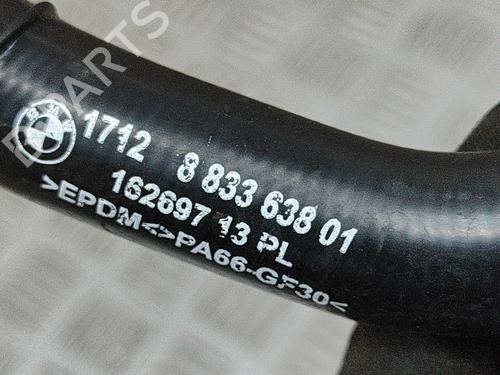 1712 8 833 638 01
162697 13 PL
>EPDM<>PA66-GF30<